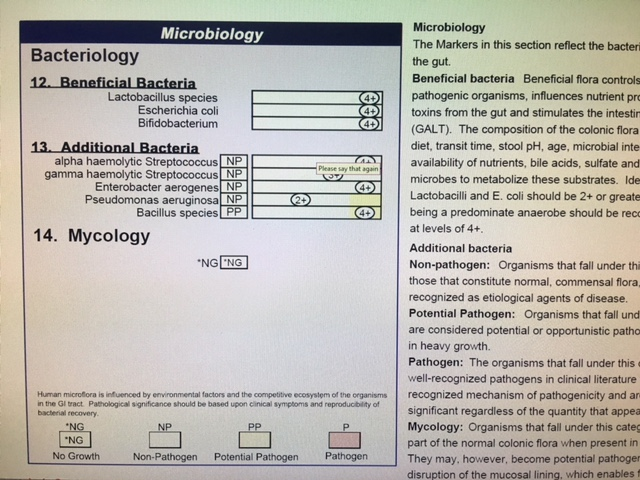 Microbiology
Bacteriology
12. Beneficial Bacteria
Lactobacillus species 4+
Escherichia coli 4+
Bifidobacterium 4+
13. Additional Bacteria
alpha haemolytic Streptococcus NP 4+
Please say that again
gamma haemolytic Streptococcus NP 3+
Enterobacter aerogenes NP 4+
Pseudomonas aeruginosa NP 2+
Bacillus species PP 4+
14. Mycology
*NG *NG
Human microflora is influenced by environmental factors and the competitive ecosystem of the organisms
in the GI tract. Pathological significance should be based upon clinical symptoms and reproducibility of
bacterial recovery.
*NG NP PP P
*NG
No Growth Non-Pathogen Potential Pathogen Pathogen
Microbiology
The Markers in this section reflect the bacteri
the gut.
Beneficial bacteria Beneficial flora controls
pathogenic organisms, influences nutrient pro
toxins from the gut and stimulates the intestin
(GALT). The composition of the colonic flora
diet, transit time, stool pH, age, microbial inte
availability of nutrients, bile acids, sulfate and
microbes to metabolize these substrates. Ide
Lactobacilli and E. coli should be 2+ or greate
being a predominate anaerobe should be reco
at levels of 4+.
Additional bacteria
Non-pathogen: Organisms that fall under thi
those that constitute normal, commensal flora,
recognized as etiological agents of disease.
Potential Pathogen: Organisms that fall und
are considered potential or opportunistic patho
in heavy growth.
Pathogen: The organisms that fall under this c
well-recognized pathogens in clinical literature
recognized mechanism of pathogenicity and are
significant regardless of the quantity that appea
Mycology: Organisms that fall under this categ
part of the normal colonic flora when present in
They may, however, become potential pathogen
disruption of the mucosal lining, which enables f